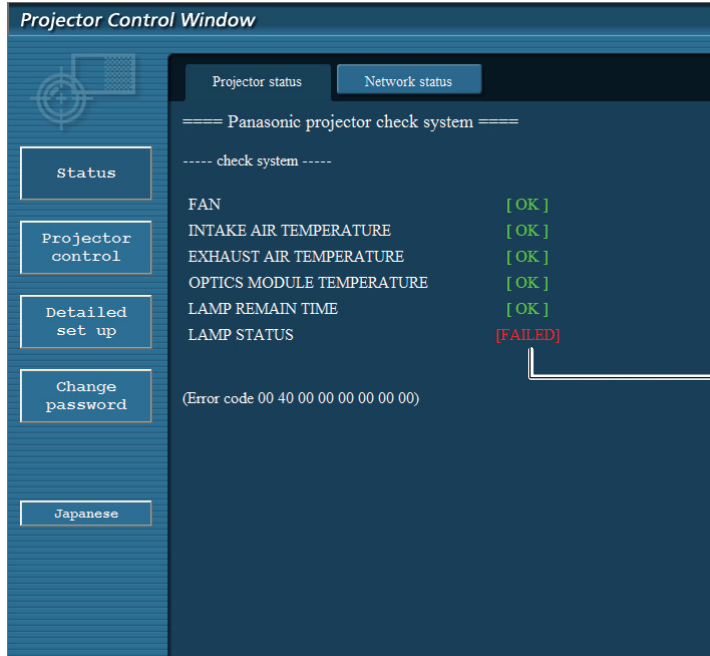 Projector Control Window
Projector status
Network status
==== Panasonic projector check system ====
----- check system -----
FAN [ OK ]
INTAKE AIR TEMPERATURE [ OK ]
EXHAUST AIR TEMPERATURE [ OK ]
OPTICS MODULE TEMPERATURE [ OK ]
LAMP REMAIN TIME [ OK ]
LAMP STATUS [FAILED]
(Error code 00 40 00 00 00 00 00 00)
Status
Projector
control
Detailed
set up
Change
password
Japanese